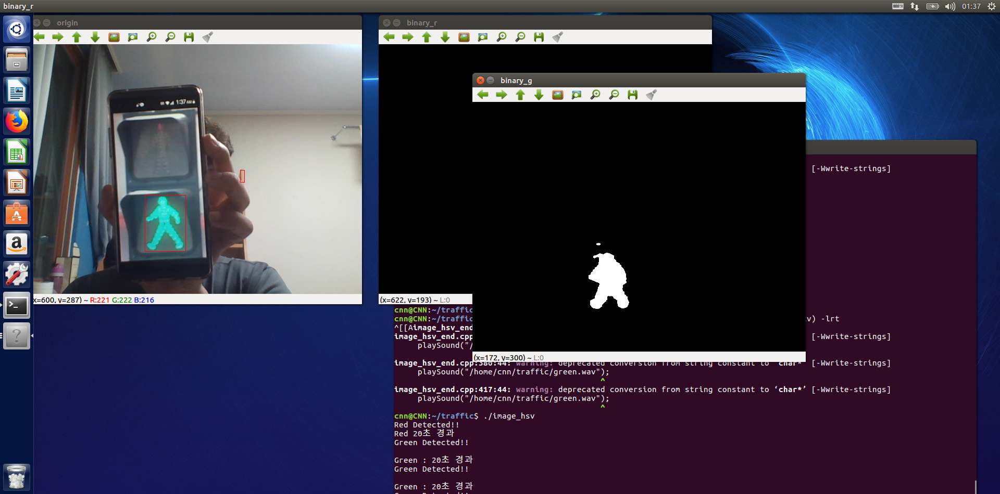 binary_r
01:37
origin
binary_r
binary_g
1:37 AM
[-Wwrite-strings]
x=600, y=287) ~ R:221 G:222 B:216
(x=622, y=193) ~ L:0
cnn@CNN:~/traffic
cnn@CNN:~/traffic
v) -lrt
^[[Aimage_hsv_end
image_hsv_end.cpp
[-Wwrite-strings]
playSound("/
(x=172, y=300) ~ L:0
image_hsv_end.cpp:380:44: warning: deprecated conversion from string constant to ‘char*’ [-Wwrite-strings]
playSound("/home/cnn/traffic/green.wav");
^
image_hsv_end.cpp:417:44: warning: deprecated conversion from string constant to ‘char*’ [-Wwrite-strings]
playSound("/home/cnn/traffic/green.wav");
^
cnn@CNN:~/traffic$ ./image_hsv
Red Detected!!
Red 20초 경과
Green Detected!!
Green : 20초 경과
Green Detected!!
Green : 20초 경과